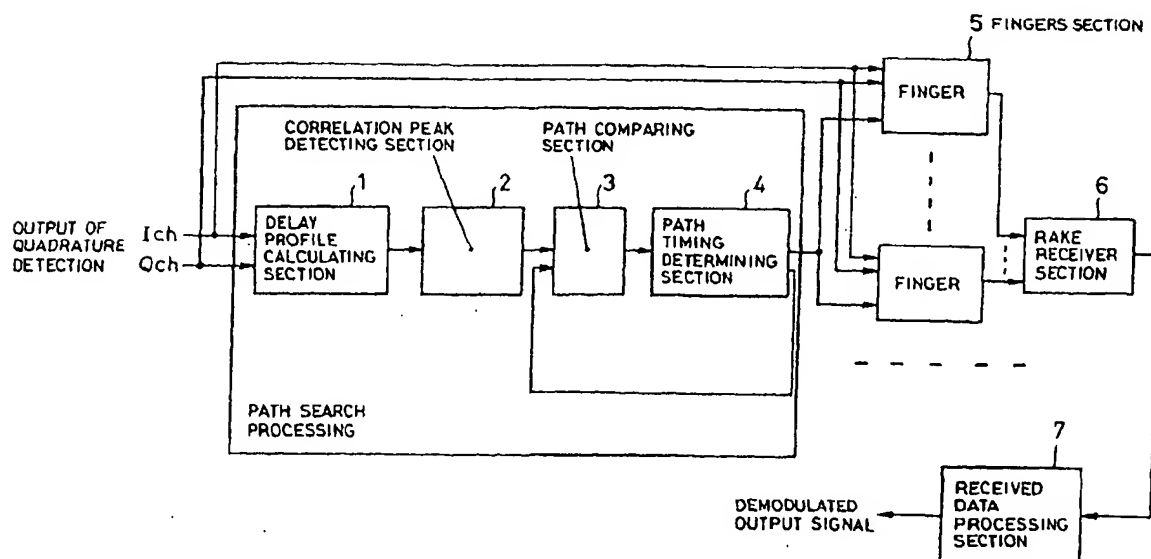 5 FINGERS SECTION
FINGER
CORRELATION PEAK
DETECTING SECTION
PATH COMPARING
SECTION
1
2
3
4
6
OUTPUT OF
QUADRATURE
DETECTION
Ich
Qch
DELAY
PROFILE
CALCULATING
SECTION
PATH
TIMING
DETERMINING
SECTION
FINGER
RAKE
RECEIVER
SECTION
PATH SEARCH
PROCESSING
7
DEMODULATED
OUTPUT SIGNAL
RECEIVED
DATA
PROCESSING
SECTION